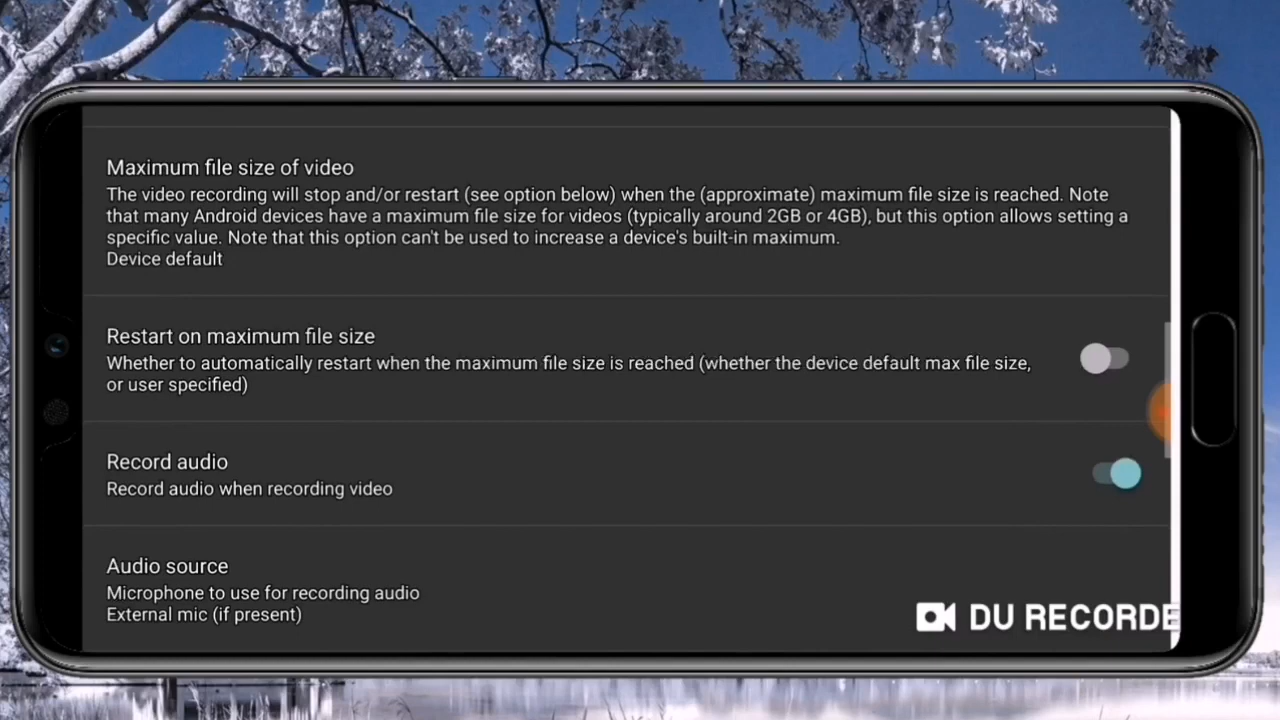 Maximum file size of video
The video recording will stop and/or restart (see option below) when the (approximate) maximum file size is reached. Note
that many Android devices have a maximum file size for videos (typically around 2GB or 4GB), but this option allows setting a
specific value. Note that this option can't be used to increase a device's built-in maximum.
Device default
Restart on maximum file size
Whether to automatically restart when the maximum file size is reached (whether the device default max file size,
or user specified)
Record audio
Record audio when recording video
Audio source
Microphone to use for recording audio
External mic (if present)
DU RECORDE